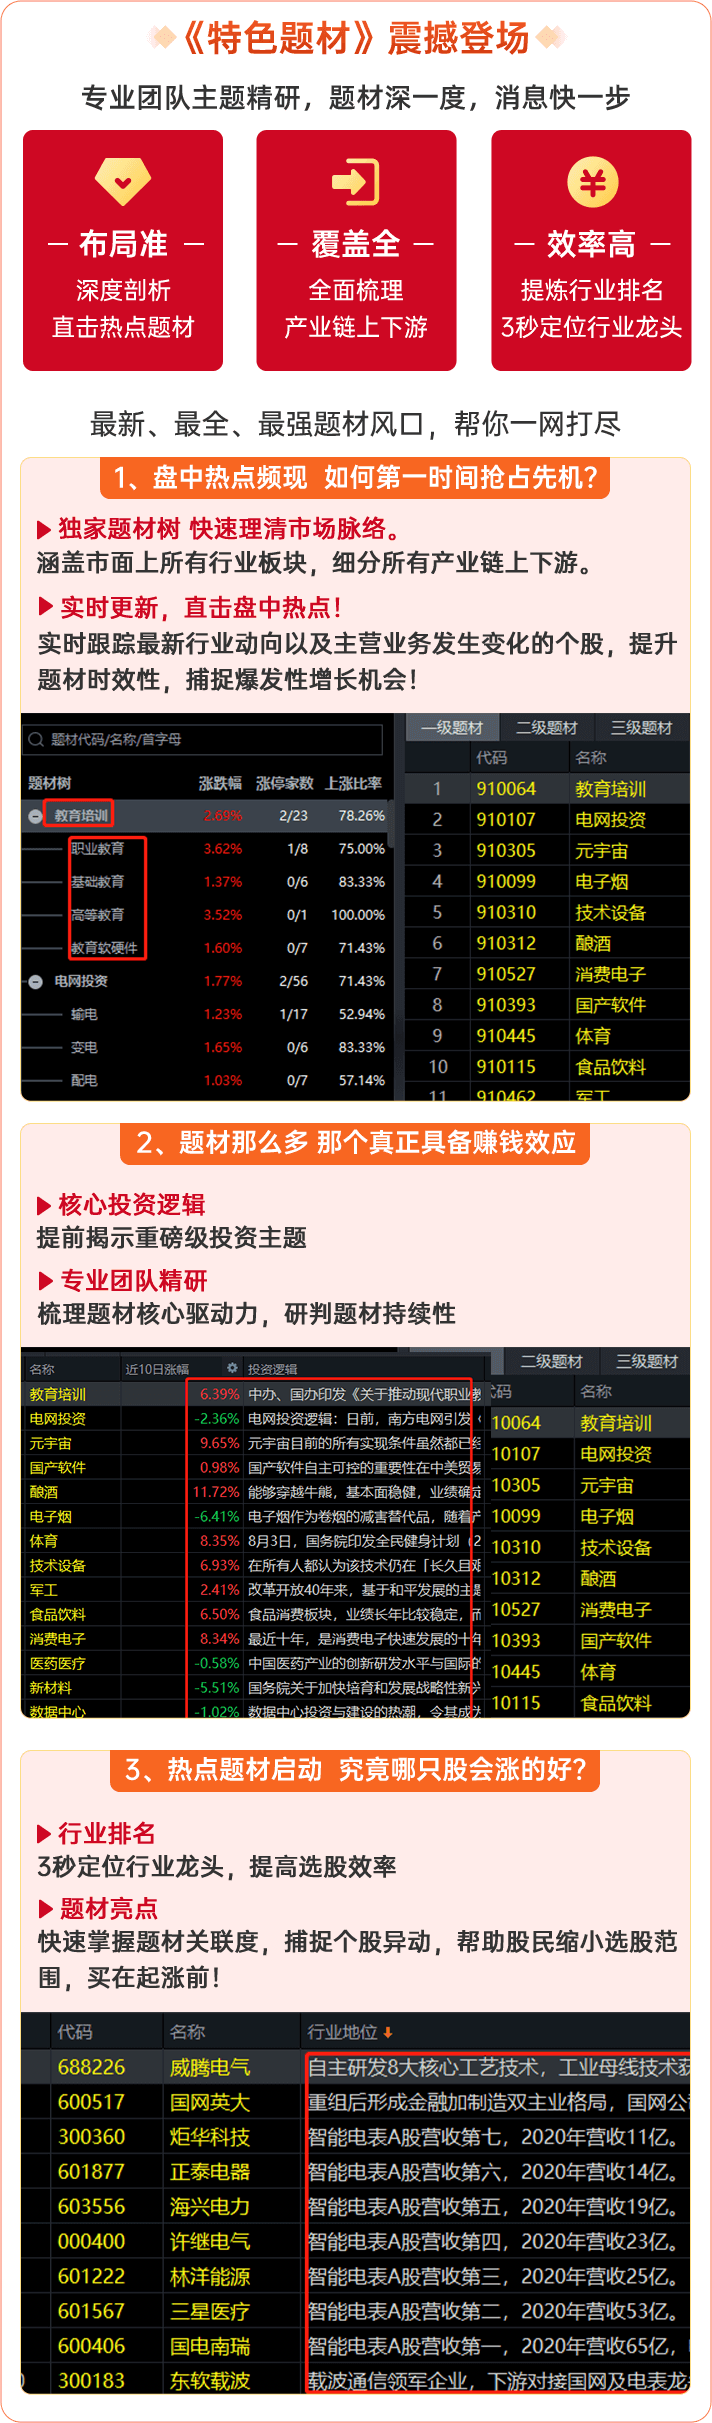 《特色题材》震撼登场
专业团队主题精研，题材深一度，消息快一步
布局准
深度剖析
直击热点题材
覆盖全
全面梳理
产业链上下游
效率高
提炼行业排名
3秒定位行业龙头
最新、最全、最强题材风口，帮你一网打尽
1、盘中热点频现 如何第一时间抢占先机?
独家题材树 快速理清市场脉络。
涵盖市面上所有行业板块，细分所有产业链上下游。
实时更新，直击盘中热点！
实时跟踪最新行业动向以及主营业务发生变化的个股，提升
题材时效性，捕捉爆发性增长机会！
题材代码/名称/首字母
题材树 涨跌幅 涨停家数 上涨比率
教育培训 2.69% 2/23 78.26%
职业教育 3.62% 1/8 75.00%
基础教育 1.37% 0/6 83.33%
高等教育 3.52% 0/1 100.00%
教育软硬件 1.60% 0/7 71.43%
电网投资 1.77% 2/56 71.43%
输电 1.23% 1/17 52.94%
变电 1.65% 0/6 83.33%
配电 1.03% 0/7 57.14%
一级题材 二级题材 三级题材
代码 名称
1 910064 教育培训
2 910107 电网投资
3 910305 元宇宙
4 910099 电子烟
5 910310 技术设备
6 910312 酿酒
7 910527 消费电子
8 910393 国产软件
9 910445 体育
10 910115 食品饮料
11 910462 军工
2、题材那么多 那个真正具备赚钱效应
核心投资逻辑
提前揭示重磅级投资主题
专业团队精研
梳理题材核心驱动力，研判题材持续性
名称 近10日涨幅 投资逻辑
教育培训 6.39% 中办、国办印发《关于推动现代职业教
电网投资 -2.36% 电网投资逻辑：日前，南方电网引发《
元宇宙 9.65% 元宇宙目前的所有实现条件虽然都已经
国产软件 0.98% 国产软件自主可控的重要性在中美贸易
酿酒 11.72% 能够穿越牛熊，基本面稳健，业绩确定
电子烟 -6.41% 电子烟作为卷烟的减害替代品，随着产
体育 8.35% 8月3日，国务院印发全民健身计划（2
技术设备 6.93% 在所有人都认为该技术仍在「长久且艰
军工 2.41% 改革开放40年来，基于和平发展的主题
食品饮料 6.50% 食品消费板块，业绩长年比较稳定，而
消费电子 8.34% 最近十年，是消费电子快速发展的十年
医药医疗 -0.58% 中国医药产业的创新研发水平与国际的
新材料 -5.51% 国务院关于加快培育和发展战略性新兴
数据中心 -1.02% 数据中心投资与建设的热潮，令其成为
二级题材 三级题材
代码 名称
10064 教育培训
10107 电网投资
10305 元宇宙
10099 电子烟
10310 技术设备
10312 酿酒
10527 消费电子
10393 国产软件
10445 体育
10115 食品饮料
3、热点题材启动 究竟哪只股会涨的好?
行业排名
3秒定位行业龙头，提高选股效率
题材亮点
快速掌握题材关联度，捕捉个股异动，帮助股民缩小选股范
围，买在起涨前！
代码 名称 行业地位
688226 威腾电气 自主研发8大核心工艺技术，工业母线技术获
600517 国网英大 重组后形成金融加制造双主业格局，国网公司
300360 炬华科技 智能电表A股营收第七，2020年营收11亿。
601877 正泰电器 智能电表A股营收第六，2020年营收14亿。
603556 海兴电力 智能电表A股营收第五，2020年营收19亿。
000400 许继电气 智能电表A股营收第四，2020年营收23亿。
601222 林洋能源 智能电表A股营收第三，2020年营收25亿。
601567 三星医疗 智能电表A股营收第二，2020年营收53亿。
600406 国电南瑞 智能电表A股营收第一，2020年营收65亿，
300183 东软载波 载波通信领军企业，下游对接国网及电表龙头